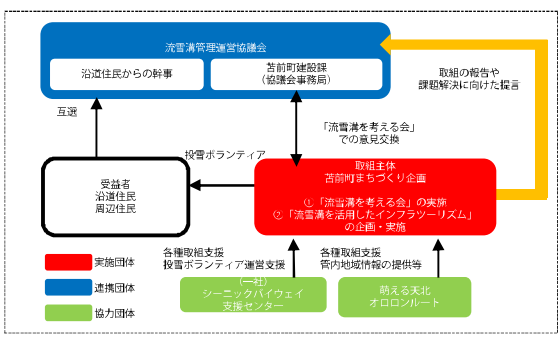 流雪溝管理運営協議会
沿道住民からの幹事
苫前町建設課
(協議会事務局)
取組の報告や
課題解決に向けた提言
互選
「流雪溝を考える会」
での意見交換
投雪ボランティア
受益者
沿道住民
周辺住民
取組主体
苫前町まちづくり企画
①「流雪溝を考える会」の実施
②「流雪溝を活用したインフラツーリズム」
の企画・実施
各種取組支援
投雪ボランティア運営支援
各種取組支援
管内地域情報の提供等
実施団体
連携団体
協力団体
(一社)
シーニックバイウェイ
支援センター
萌える天北
オロロンルート